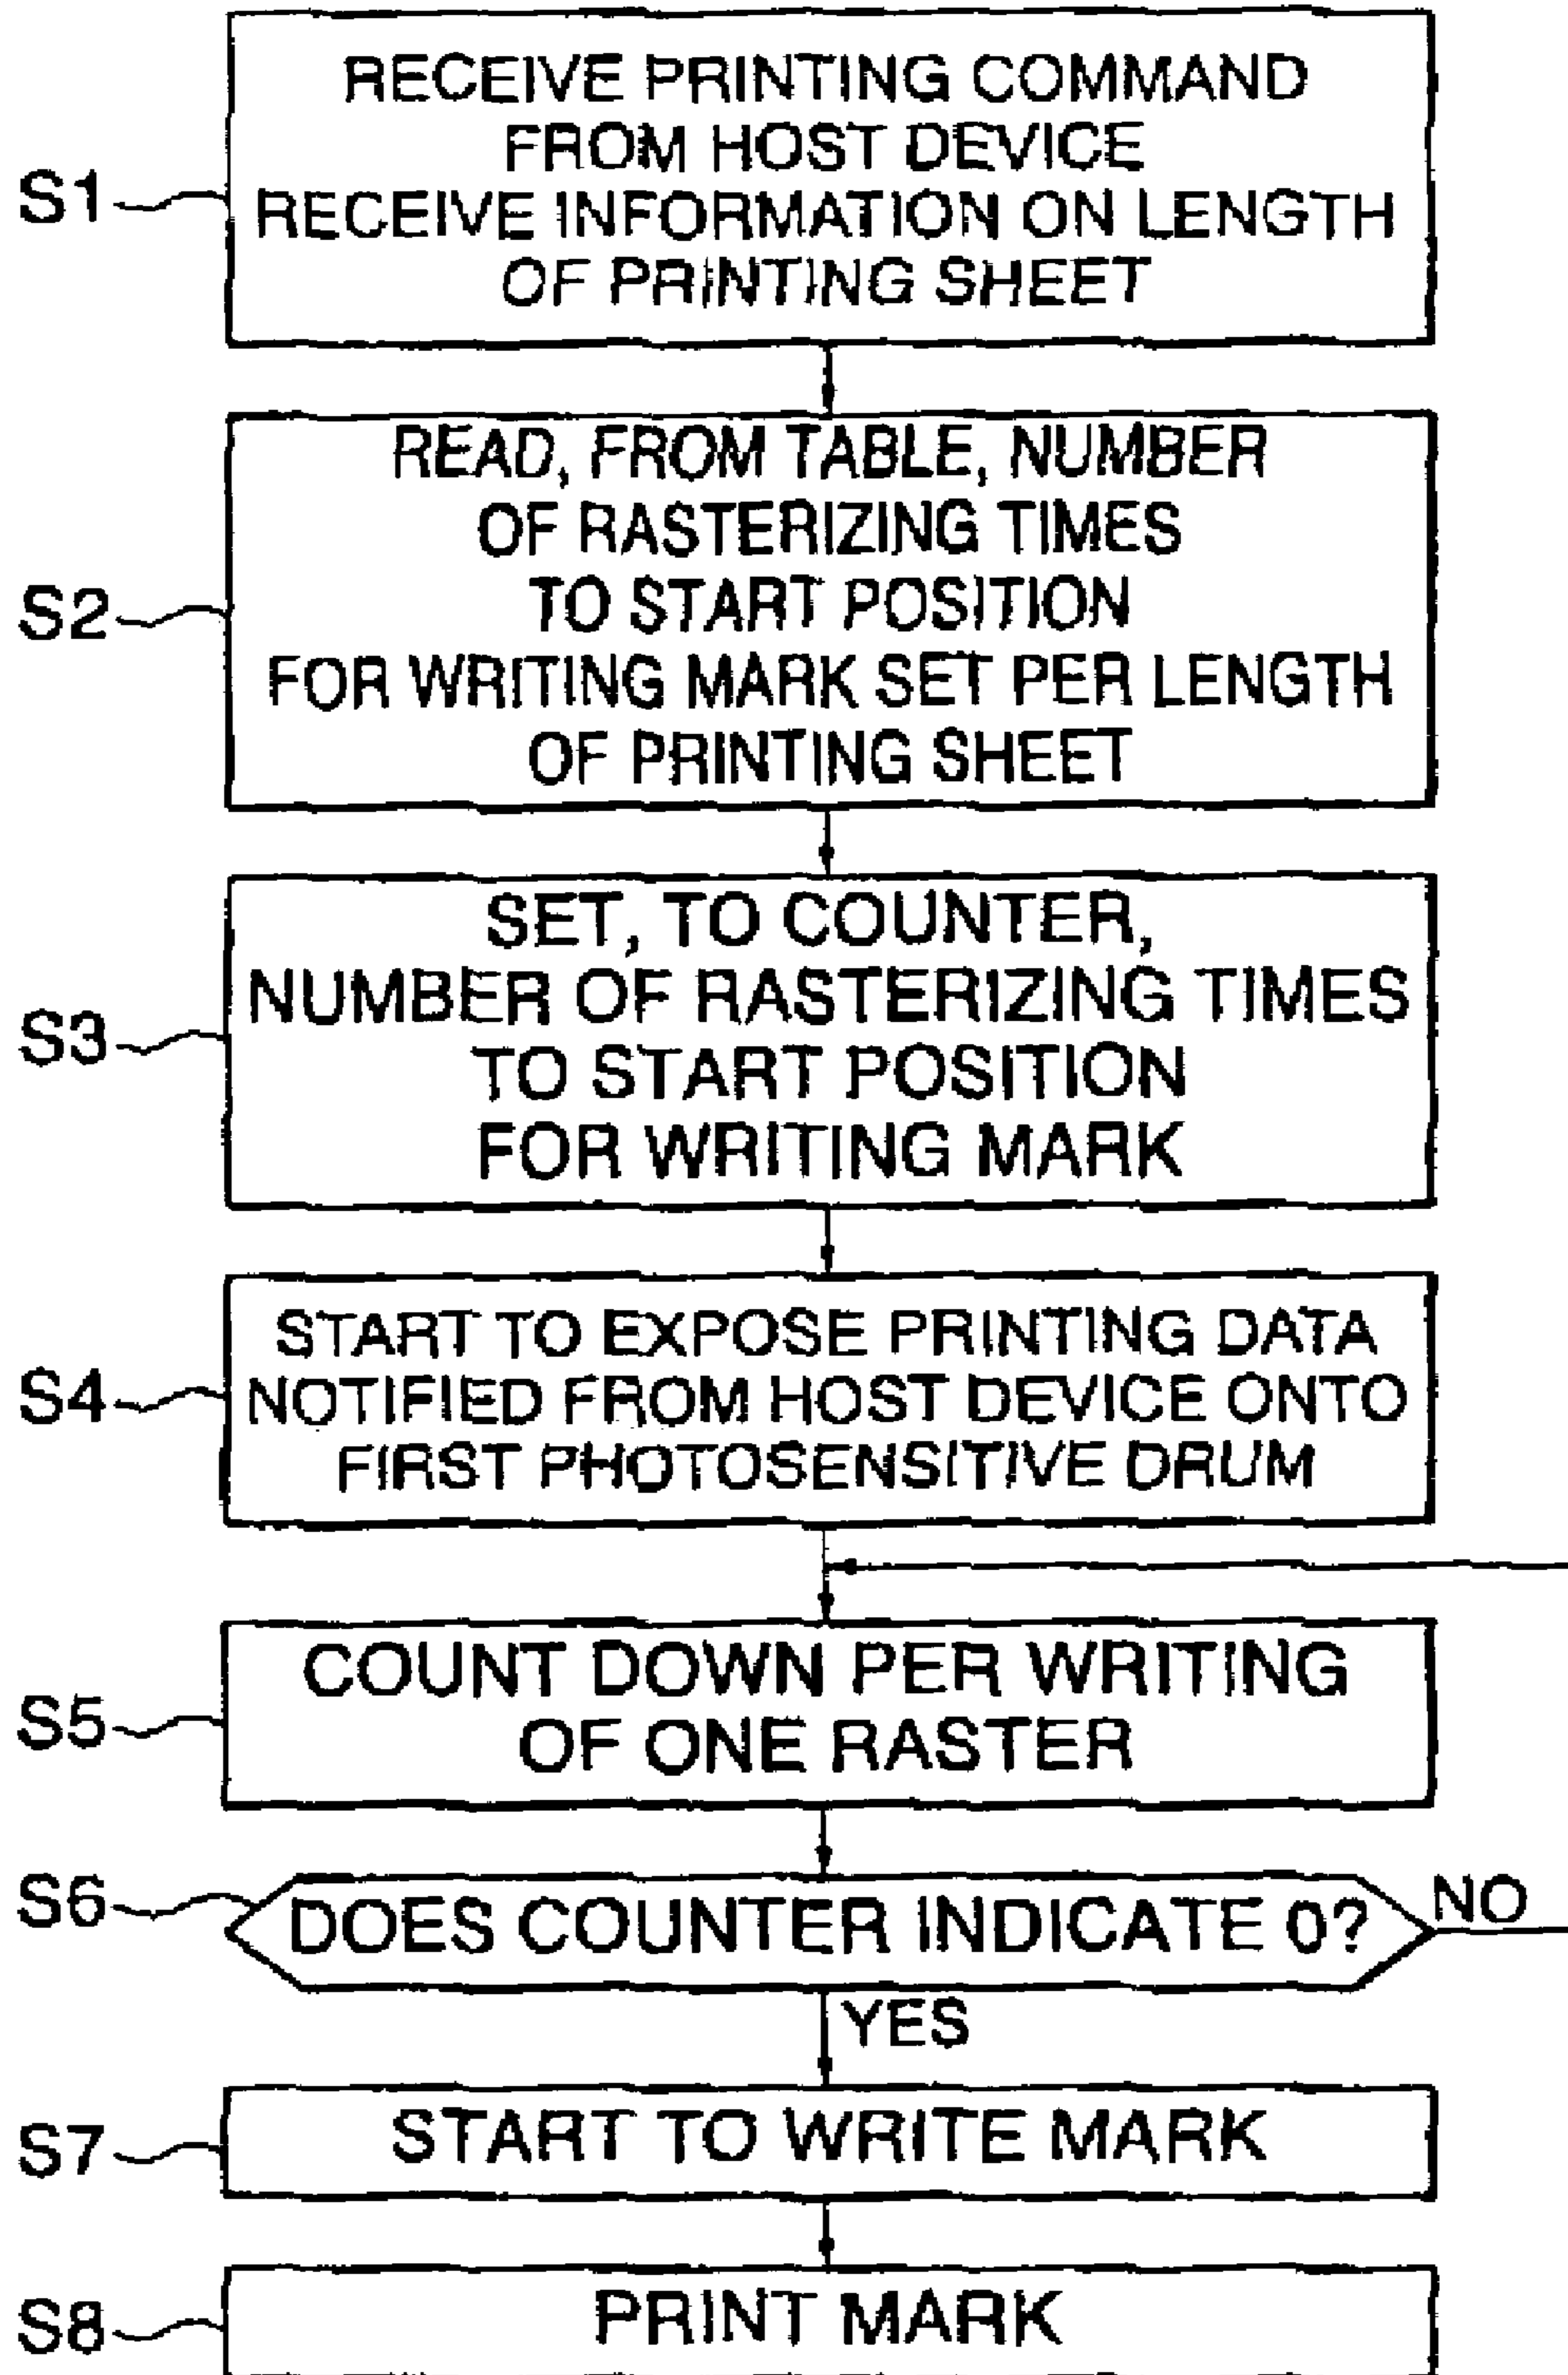 RECEIVE PRINTING COMMAND
FROM HOST DEVICE
S1
RECEIVE INFORMATION ON LENGTH
OF PRINTING SHEET
READ, FROM TABLE, NUMBER
OF RASTERIZING TIMES
S2
TO START POSITION
FOR WRITING MARK SET PER LENGTH
OF PRINTING SHEET
SET, TO COUNTER,
NUMBER OF RASTERIZING TIMES
S3
TO START POSITION
FOR WRITING MARK
START TO EXPOSE PRINTING DATA
S4
NOTIFIED FROM HOST DEVICE ONTO
FIRST PHOTOSENSITIVE DRUM
COUNT DOWN PER WRITING
S5
OF ONE RASTER
S6
DOES COUNTER INDICATE 0?
NO
YES
S7
START TO WRITE MARK
S8
PRINT MARK